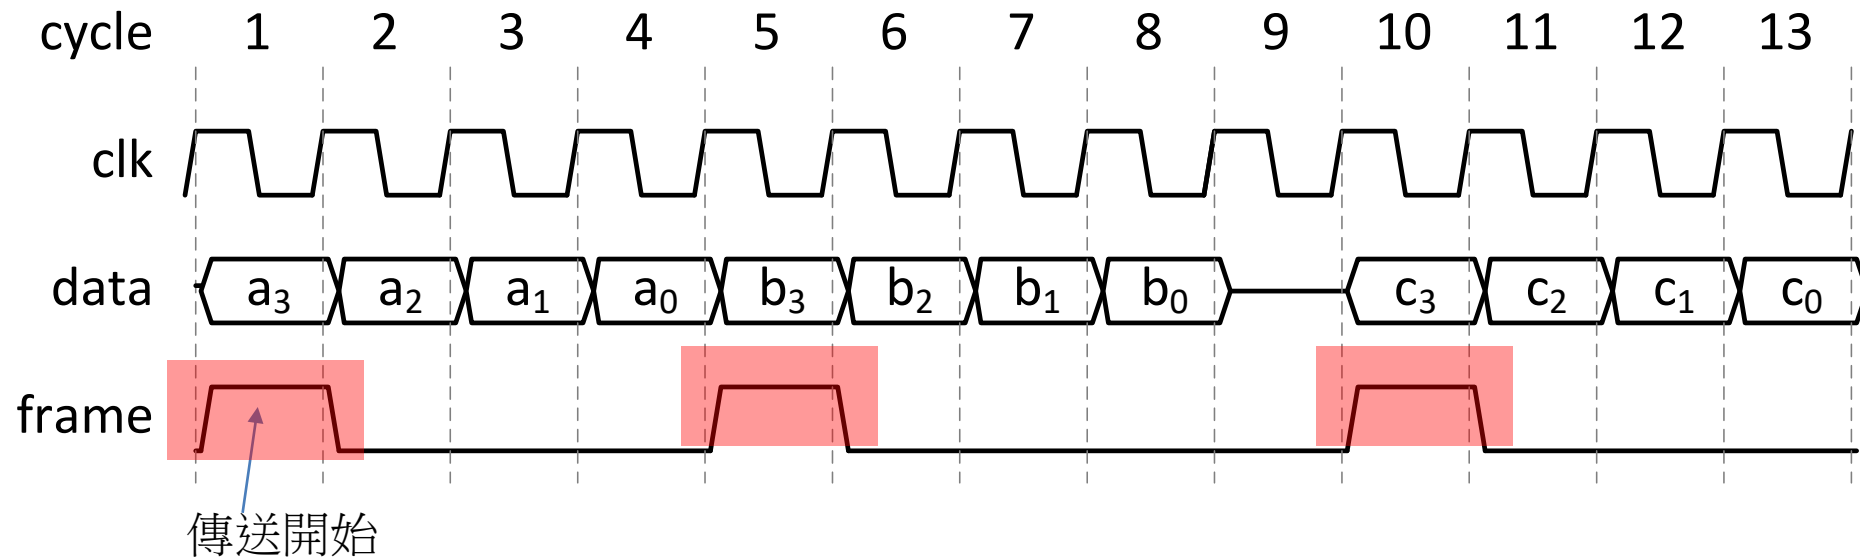 cycle 1 2 3 4 5 6 7 8 9 10 11 12 13
clk
data a₃ a₂ a₁ a₀ b₃ b₂ b₁ b₀ c₃ c₂ c₁ c₀
frame
傳送開始